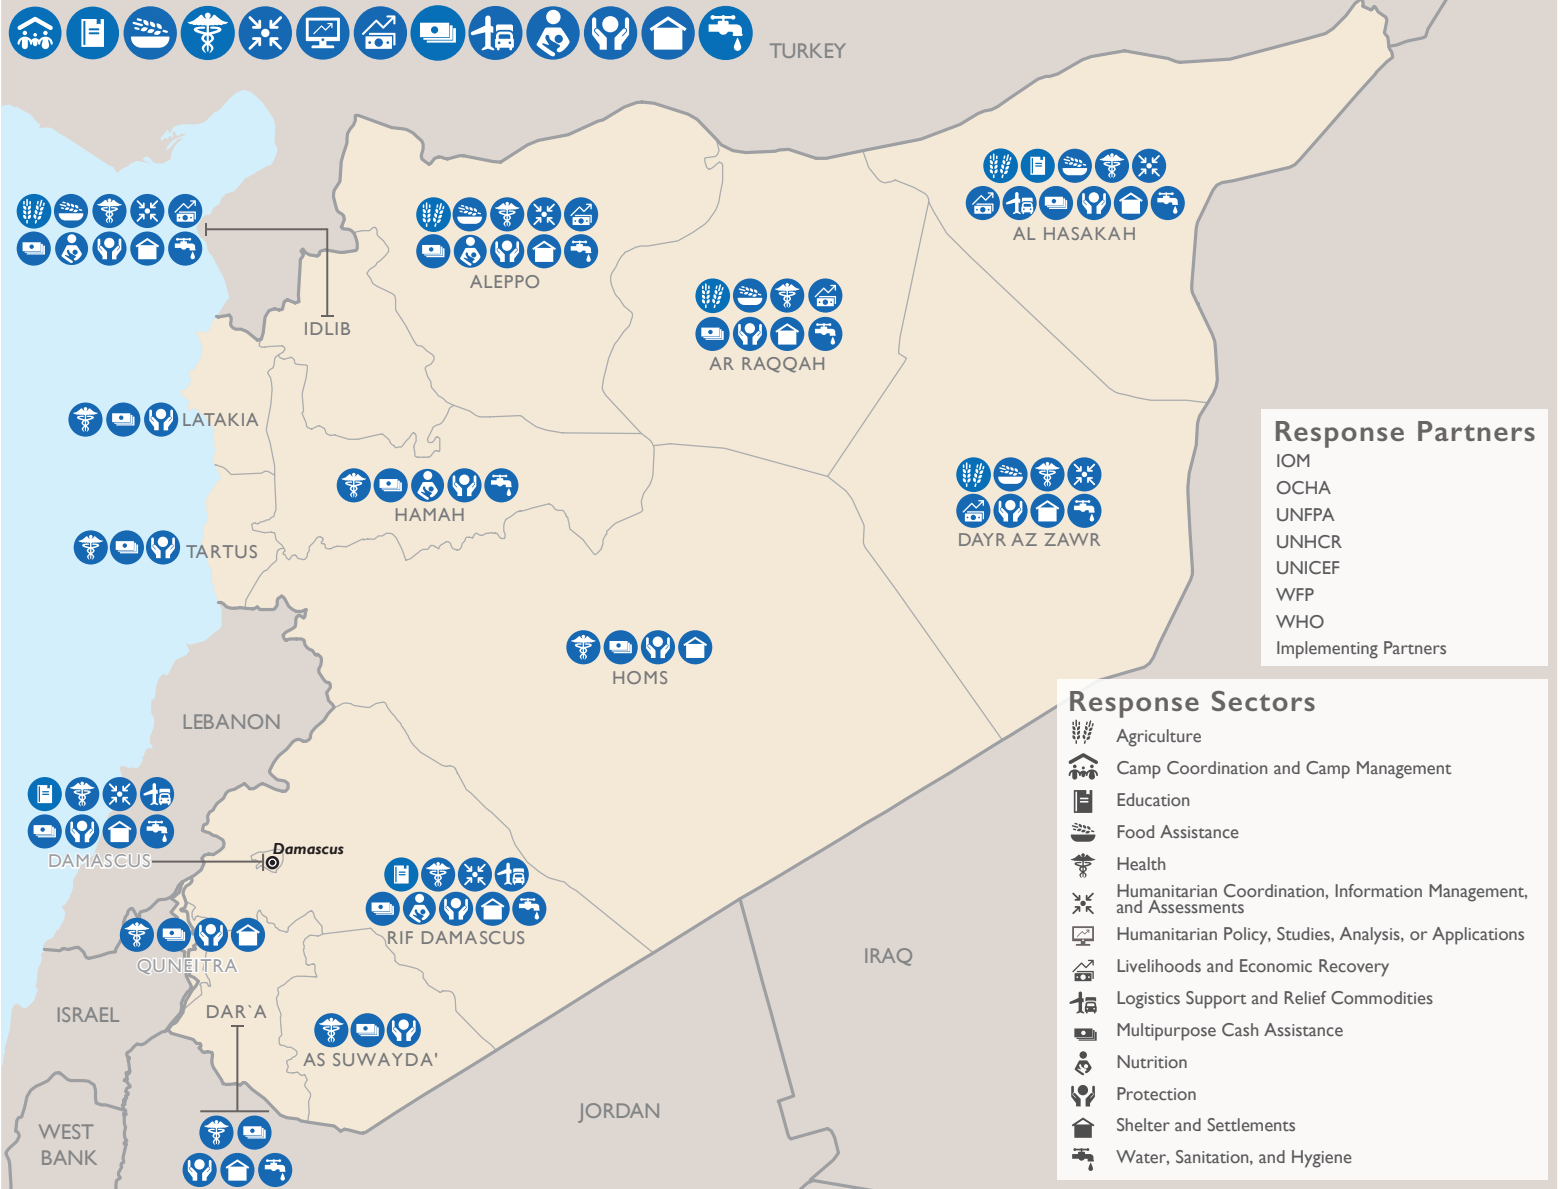 TURKEY
AL HASAKAH
ALEPPO
IDLIB
AR RAQQAH
LATAKIA
Response Partners
IOM
OCHA
UNFPA
UNHCR
UNICEF
WFP
WHO
Implementing Partners
HAMAH
DAYR AZ ZAWR
TARTUS
HOMS
LEBANON
Response Sectors
Agriculture
Camp Coordination and Camp Management
Education
Food Assistance
Health
Humanitarian Coordination, Information Management,
and Assessments
Humanitarian Policy, Studies, Analysis, or Applications
Livelihoods and Economic Recovery
Logistics Support and Relief Commodities
Multipurpose Cash Assistance
Nutrition
Protection
Shelter and Settlements
Water, Sanitation, and Hygiene
Damascus
DAMASCUS
RIF DAMASCUS
QUNEITRA
IRAQ
ISRAEL
DAR`A
AS SUWAYDA'
JORDAN
WEST
BANK